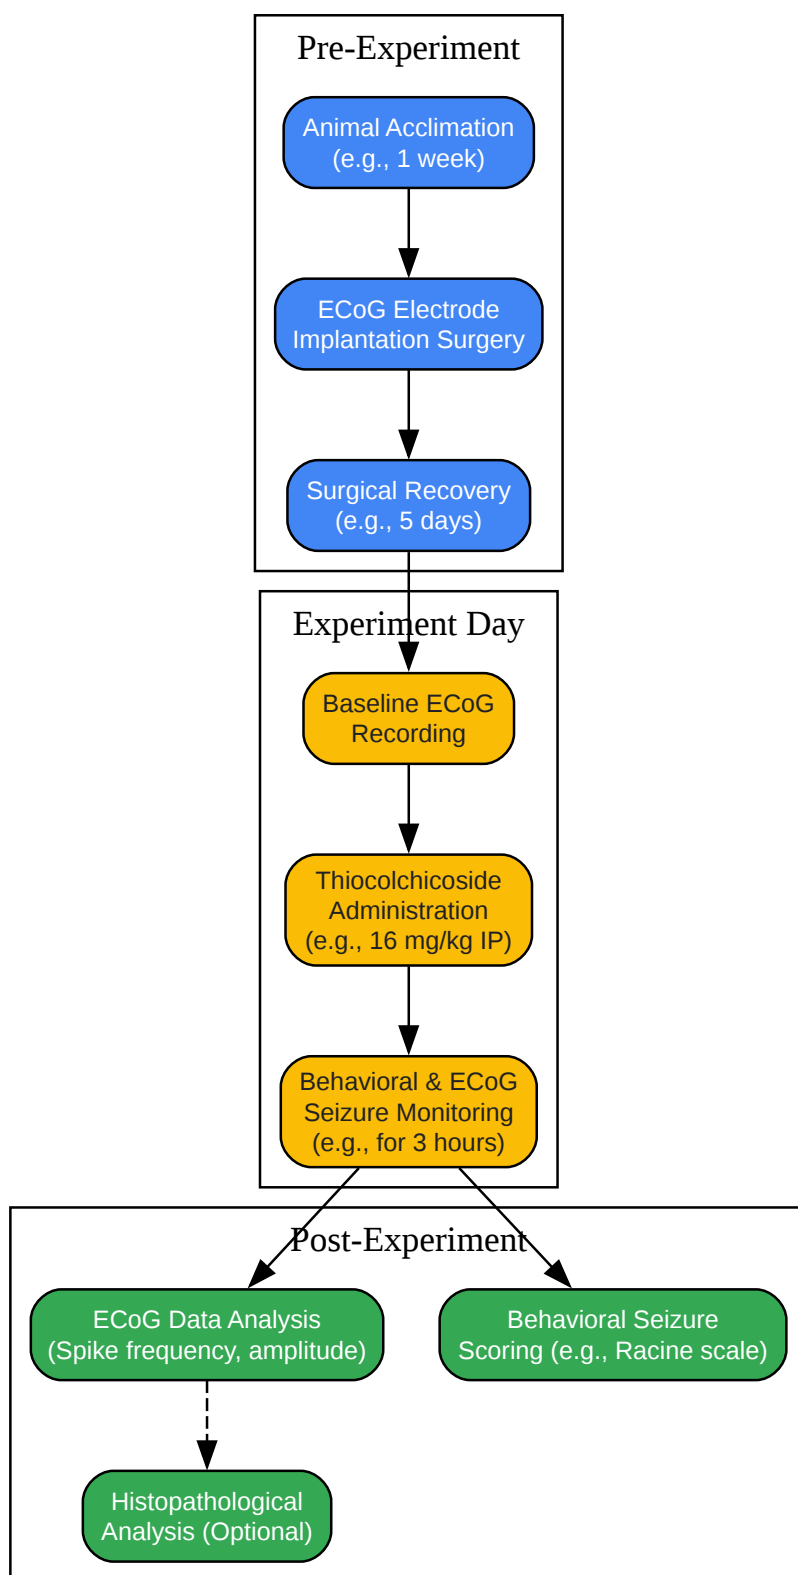 Pre-Experiment
Animal Acclimation
(e.g., 1 week)
ECoG Electrode
Implantation Surgery
Surgical Recovery
(e.g., 5 days)
Experiment Day
Baseline ECoG
Recording
Thiocolchicoside
Administration
(e.g., 16 mg/kg IP)
Behavioral & ECoG
Seizure Monitoring
(e.g., for 3 hours)
Post-Experiment
ECoG Data Analysis
(Spike frequency, amplitude)
Behavioral Seizure
Scoring (e.g., Racine scale)
Histopathological
Analysis (Optional)